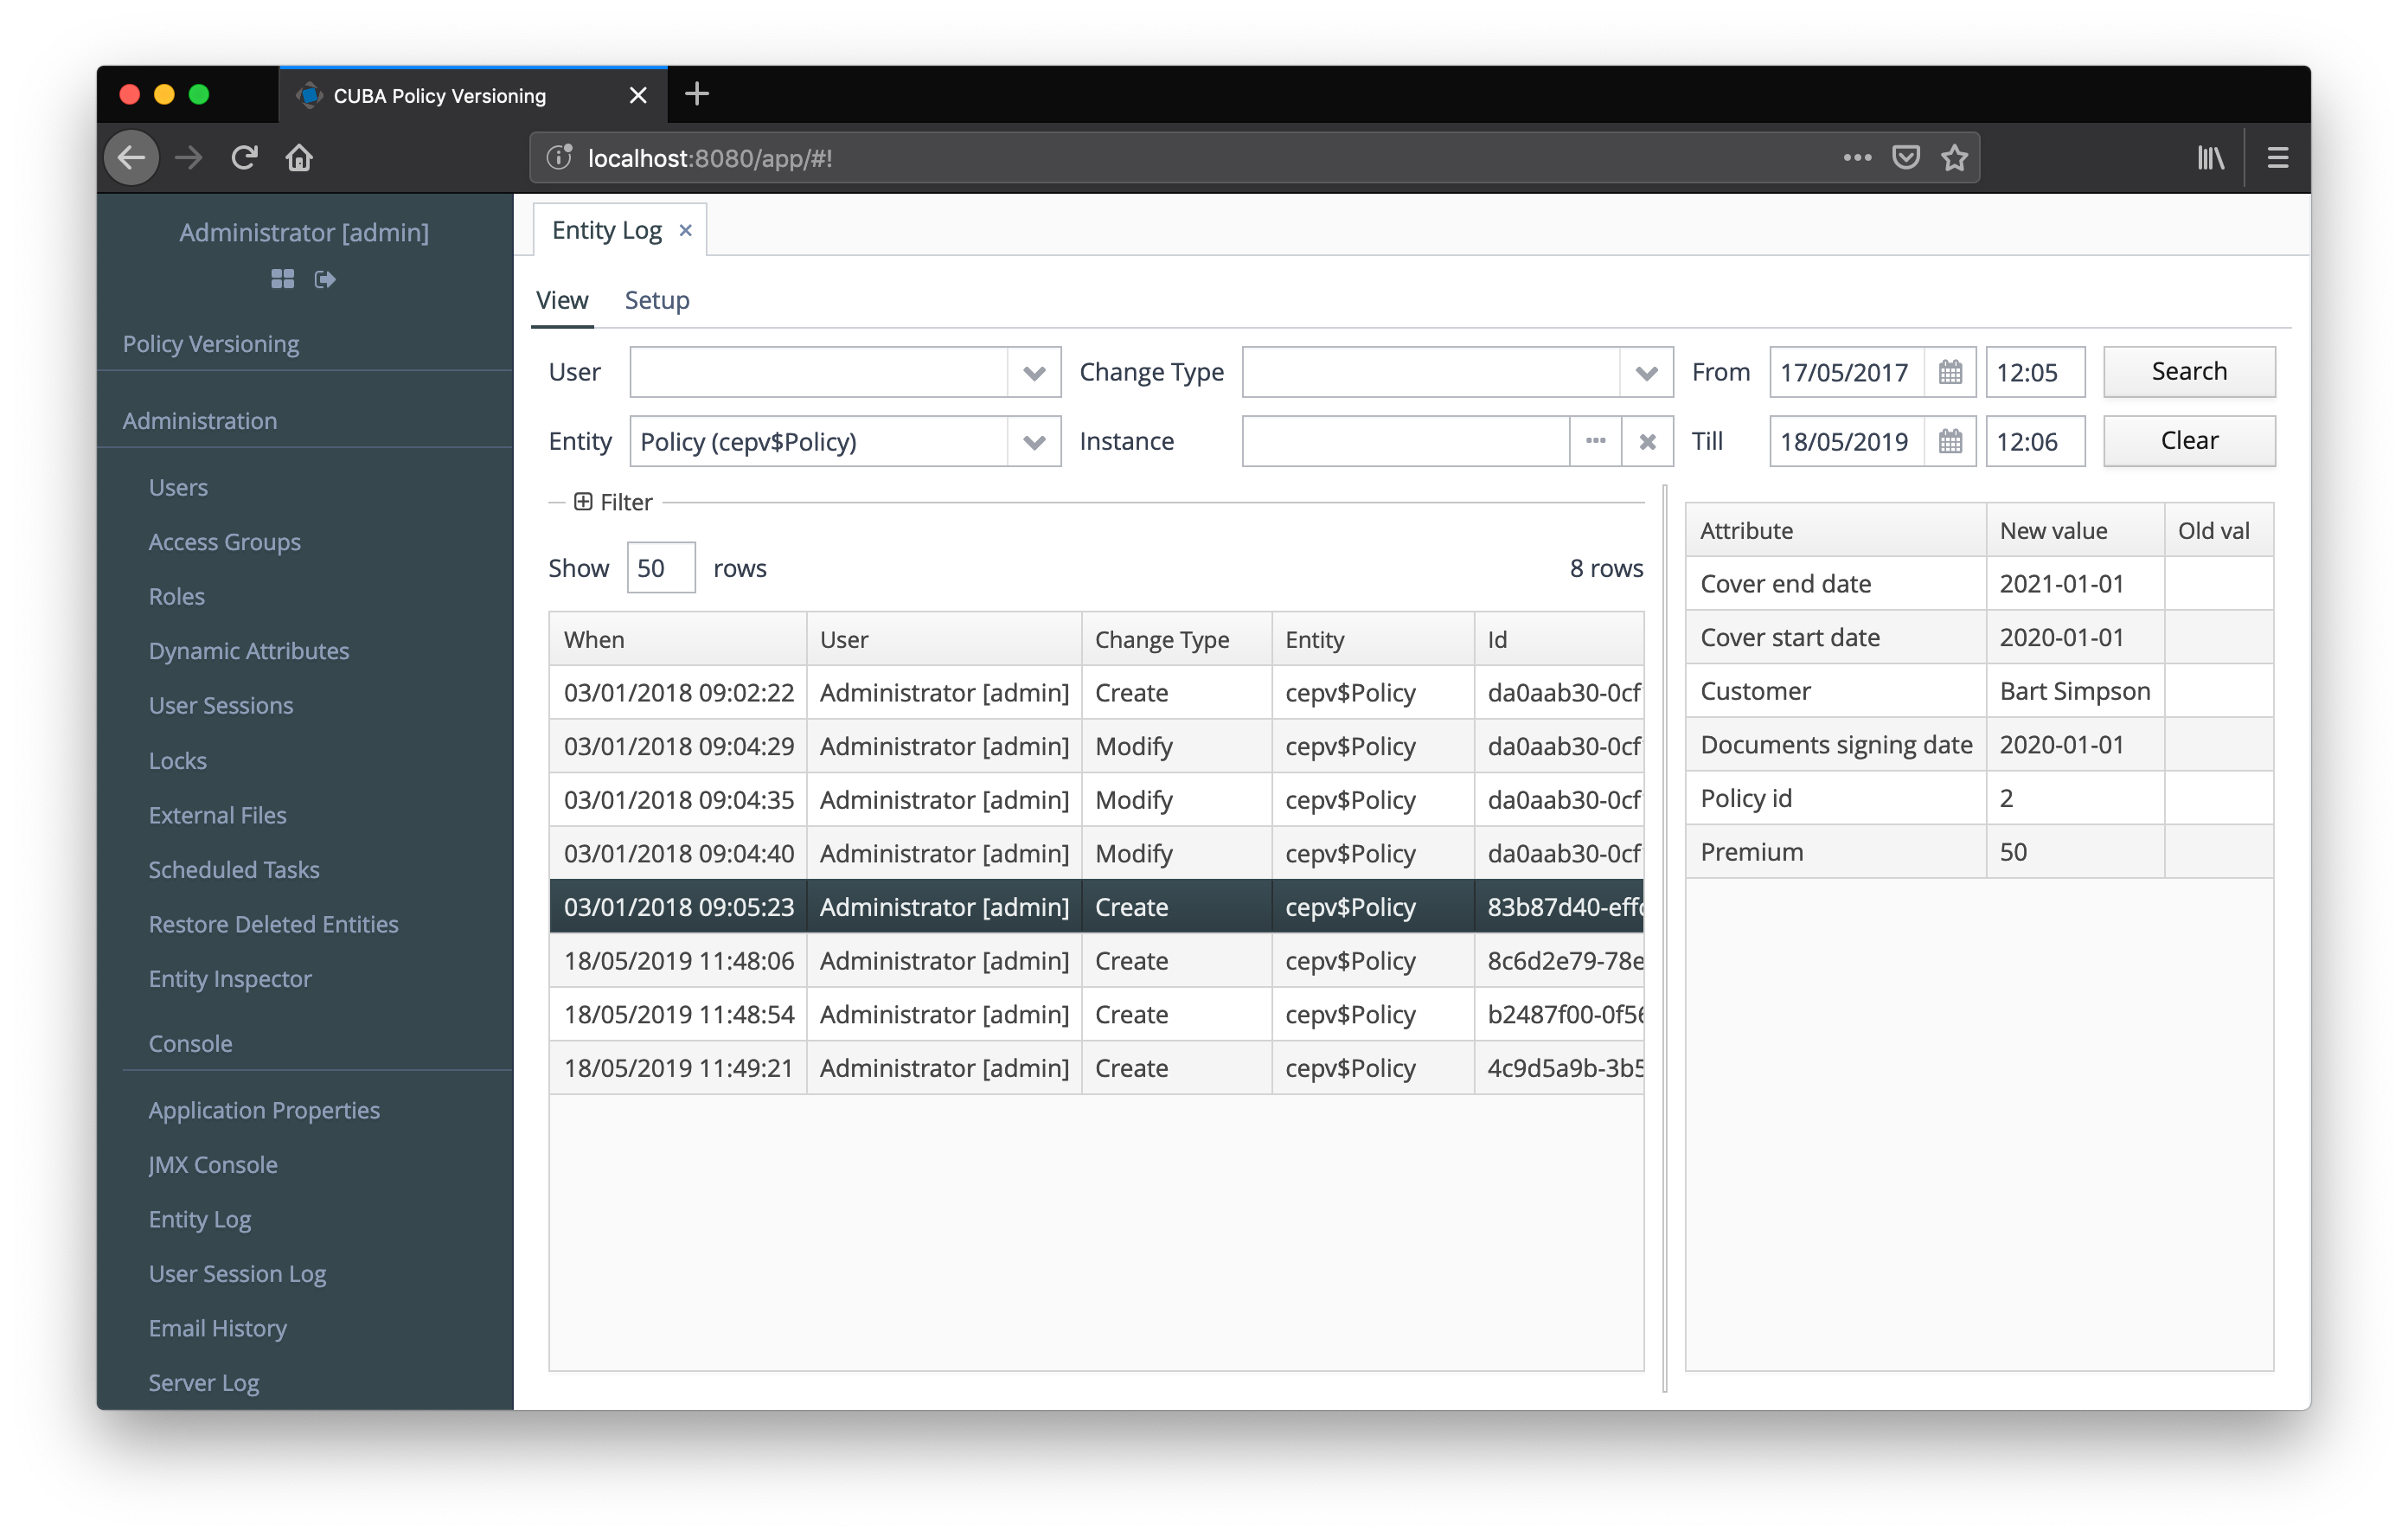 CUBA Policy Versioning
localhost:8080/app/#!
Administrator [admin]
Policy Versioning
Administration
Users
Access Groups
Roles
Dynamic Attributes
User Sessions
Locks
External Files
Scheduled Tasks
Restore Deleted Entities
Entity Inspector
Console
Application Properties
JMX Console
Entity Log
User Session Log
Email History
Server Log
Entity Log
View Setup
User Change Type From 17/05/2017 12:05 Search
Entity Policy (cepv$Policy) Instance Till 18/05/2019 12:06 Clear
Filter
Show 50 rows 8 rows
When User Change Type Entity Id
03/01/2018 09:02:22 Administrator [admin] Create cepv$Policy da0aab30-0cf
03/01/2018 09:04:29 Administrator [admin] Modify cepv$Policy da0aab30-0cf
03/01/2018 09:04:35 Administrator [admin] Modify cepv$Policy da0aab30-0cf
03/01/2018 09:04:40 Administrator [admin] Modify cepv$Policy da0aab30-0cf
03/01/2018 09:05:23 Administrator [admin] Create cepv$Policy 83b87d40-eff
18/05/2019 11:48:06 Administrator [admin] Create cepv$Policy 8c6d2e79-78e
18/05/2019 11:48:54 Administrator [admin] Create cepv$Policy b2487f00-0f56
18/05/2019 11:49:21 Administrator [admin] Create cepv$Policy 4c9d5a9b-3b5
Attribute New value Old val
Cover end date 2021-01-01
Cover start date 2020-01-01
Customer Bart Simpson
Documents signing date 2020-01-01
Policy id 2
Premium 50